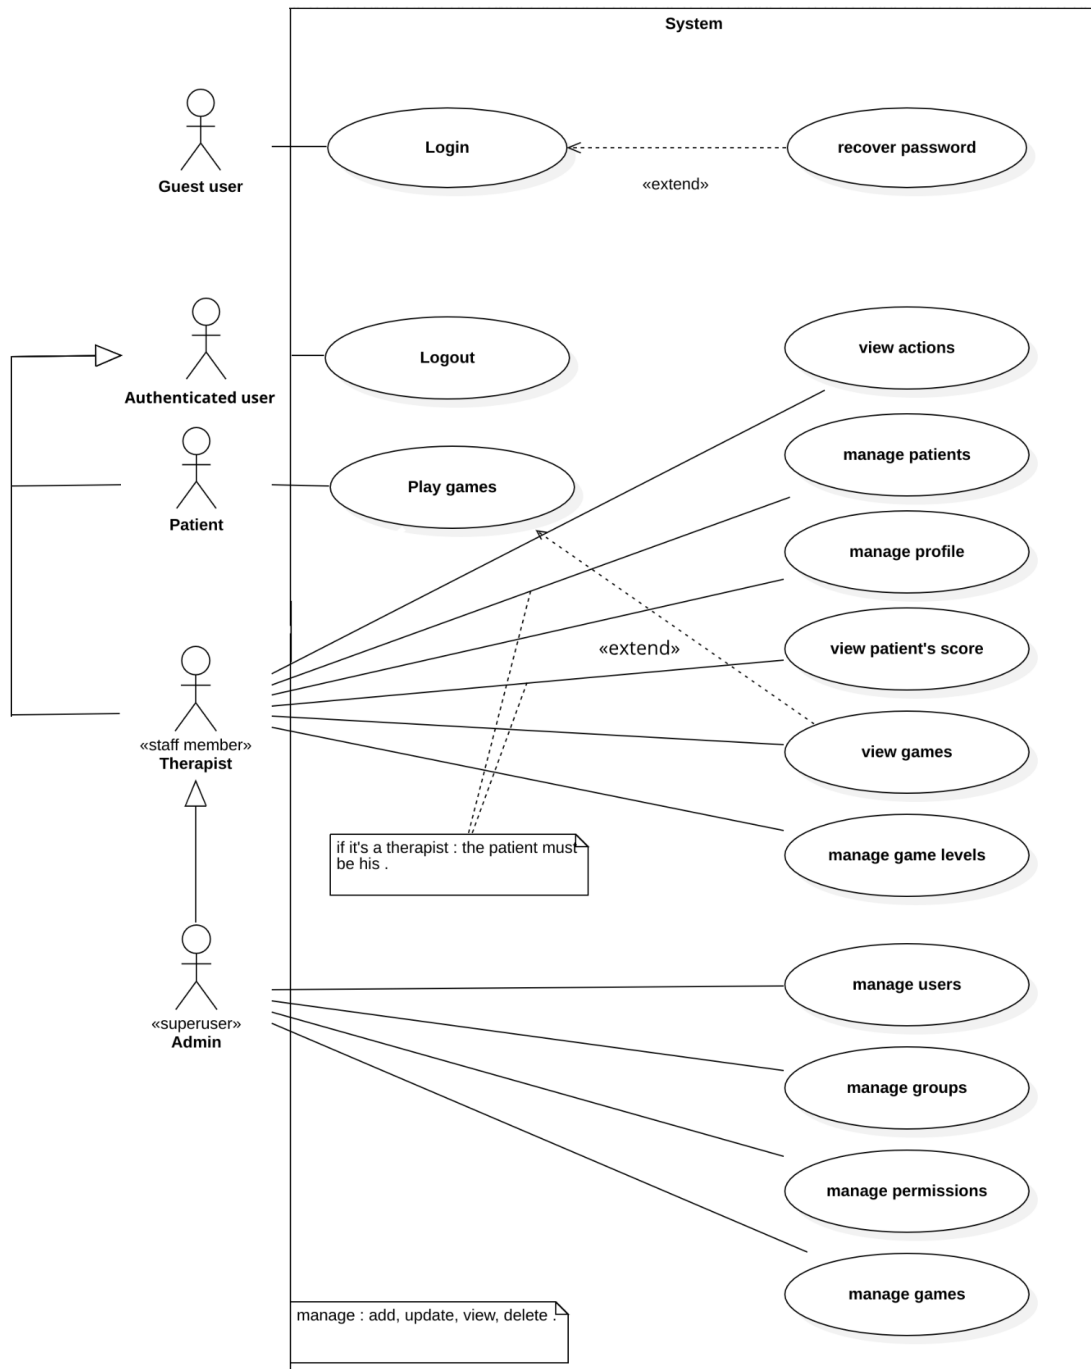 System
Login
recover password
«extend»
Guest user
view actions
Logout
Authenticated user
manage patients
Play games
Patient
manage profile
«extend»
view patient's score
«staff member»
Therapist
view games
if it's a therapist : the patient must
be his .
manage game levels
manage users
«superuser»
Admin
manage groups
manage permissions
manage games
manage : add, update, view, delete .